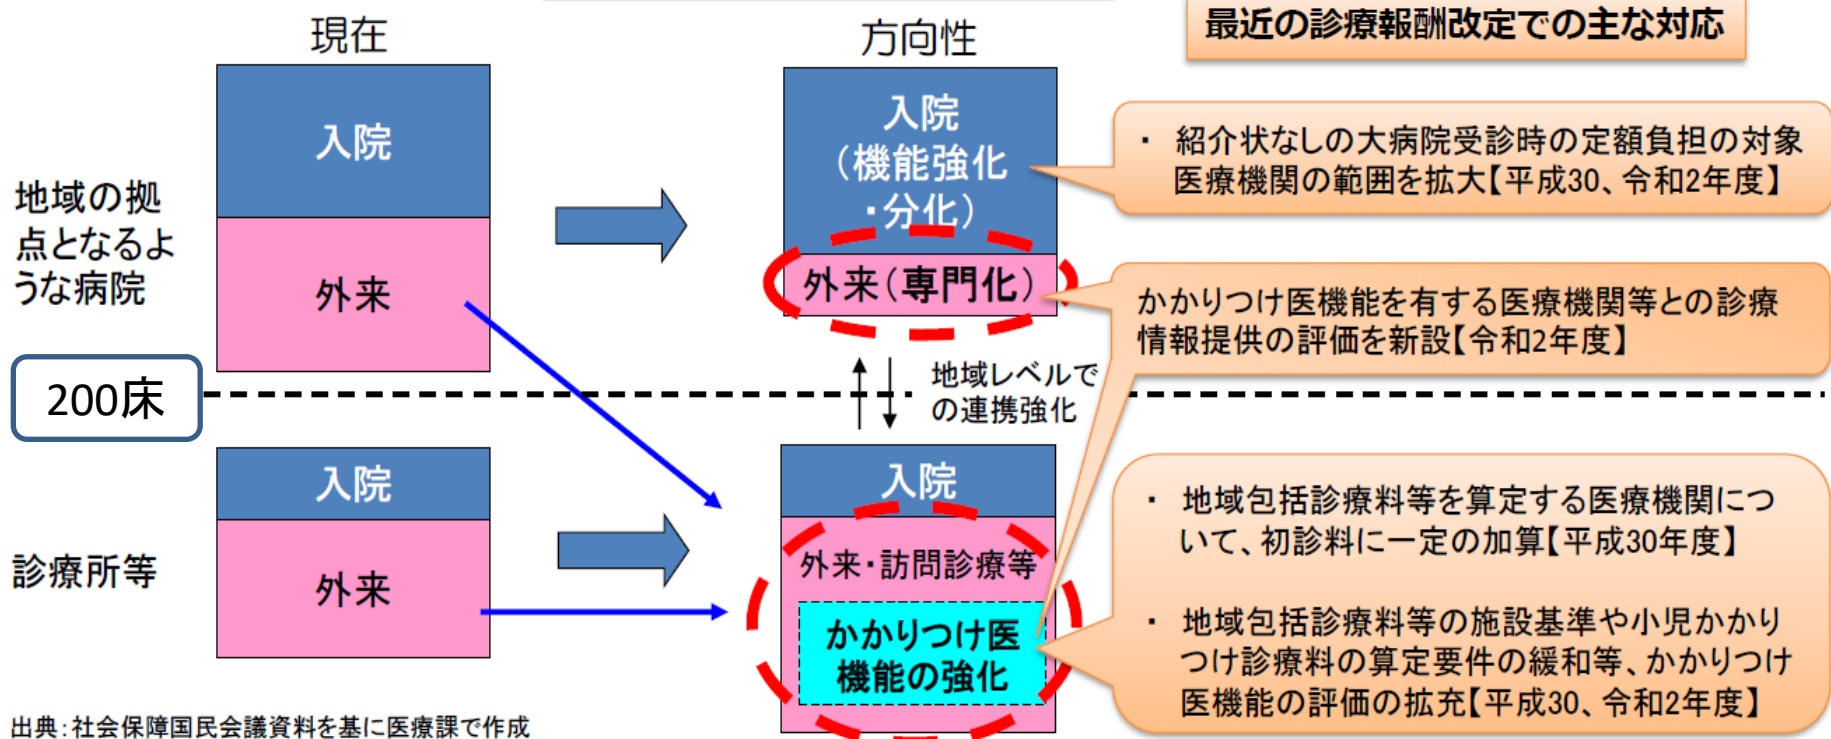 現在
方向性
最近の診療報酬改定での主な対応
地域の拠
点となるよ
うな病院
入院
外来
入院
（機能強化
・分化）
外来（専門化）
・ 紹介状なしの大病院受診時の定額負担の対象
医療機関の範囲を拡大【平成30、令和2年度】
かかりつけ医機能を有する医療機関等との診療
情報提供の評価を新設【令和2年度】
200床
地域レベルで
の連携強化
診療所等
入院
外来
入院
外来・訪問診療等
かかりつけ医
機能の強化
・ 地域包括診療料等を算定する医療機関につ
いて、初診料に一定の加算【平成30年度】
・ 地域包括診療料等の施設基準や小児かかり
つけ診療料の算定要件の緩和等、かかりつけ
医機能の評価の拡充【平成30、令和2年度】
出典：社会保障国民会議資料を基に医療課で作成